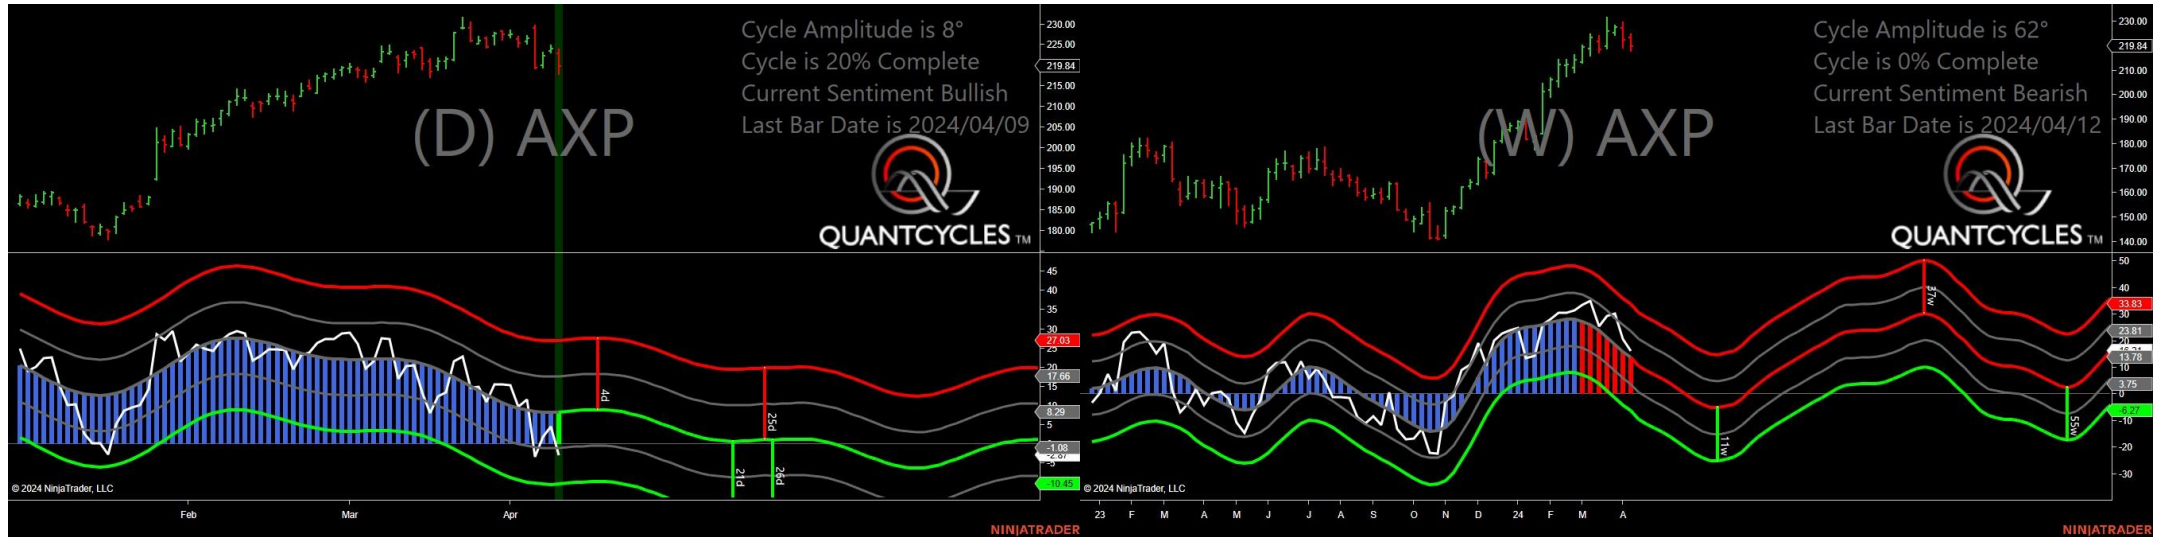 Cycle Amplitude is 8°
Cycle is 20% Complete
Current Sentiment Bullish
Last Bar Date is 2024/04/09
(D) AXP
QUANTCYCLES TM
230.00
225.00
219.84
215.00
210.00
205.00
200.00
195.00
190.00
185.00
180.00
45
40
35
30
27.03
25
20
17.66
15
10
8.29
5
-1.08
-2.87
-5
-10.45
4d
25d
21d
26d
© 2024 NinjaTrader, LLC
Feb
Mar
Apr
NINJATRADER
Cycle Amplitude is 62°
Cycle is 0% Complete
Current Sentiment Bearish
Last Bar Date is 2024/04/12
(W) AXP
QUANTCYCLES TM
230.00
219.84
210.00
200.00
190.00
180.00
170.00
160.00
150.00
140.00
50
40
33.83
30
23.81
20
13.78
10
3.75
0
-6.27
-10
-20
-30
37w
11w
55w
© 2024 NinjaTrader, LLC
23 F M A M J J A S O N D 24 F M A
NINJATRADER